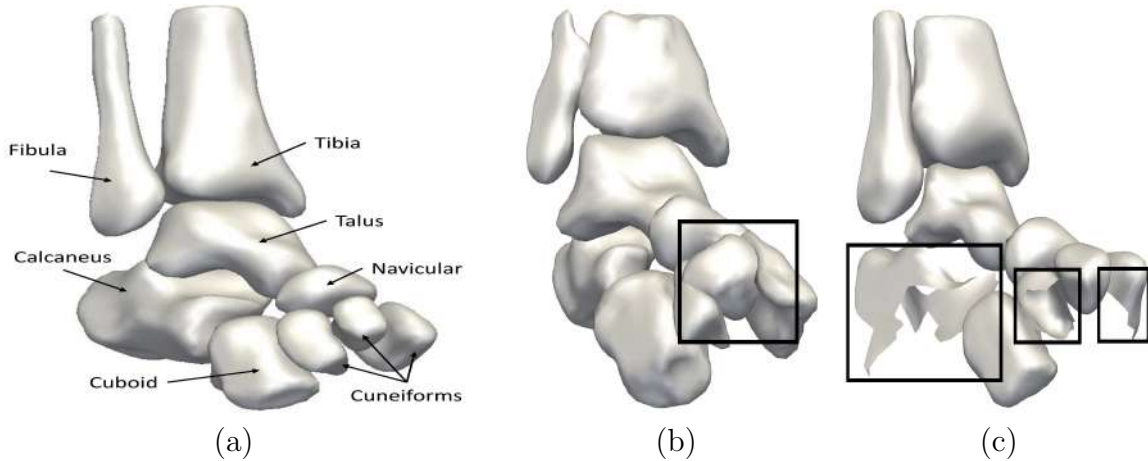 Fibula
Tibia
Talus
Calcaneus
Navicular
Cuboid
Cuneiforms
(a)
(b)
(c)